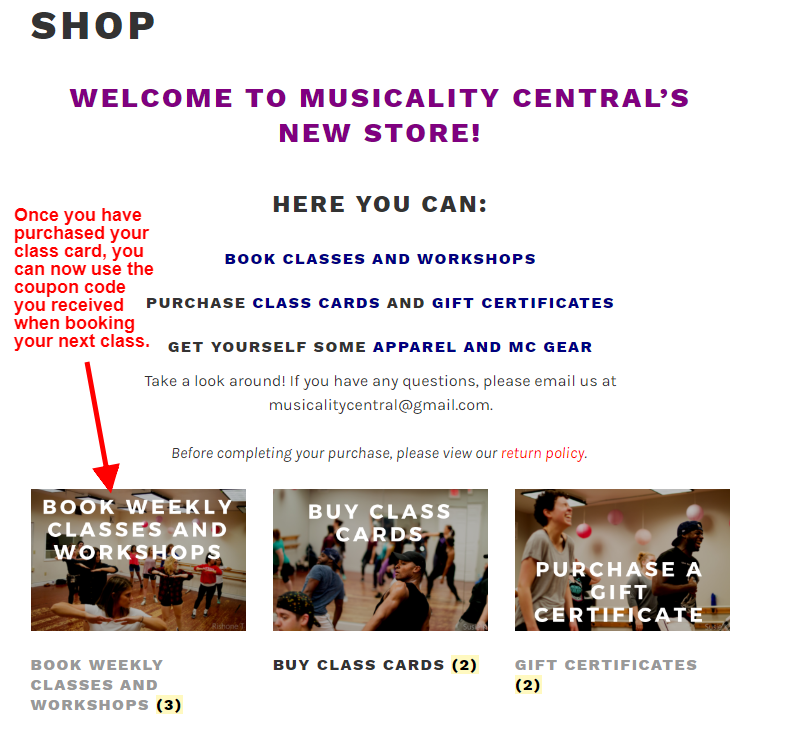 SHOP
WELCOME TO MUSICALITY CENTRAL’S
NEW STORE!
HERE YOU CAN:
Once you have
purchased your
class card, you
can now use the
coupon code
you received
when booking
your next class.
BOOK CLASSES AND WORKSHOPS
PURCHASE CLASS CARDS AND GIFT CERTIFICATES
GET YOURSELF SOME APPAREL AND MC GEAR
Take a look around! If you have any questions, please email us at
musicalitycentral@gmail.com.
Before completing your purchase, please view our return policy.
BOOK WEEKLY
CLASSES AND
WORKSHOPS
BUY CLASS
CARDS
PURCHASE A
GIFT
CERTIFICATE
BOOK WEEKLY
CLASSES AND
WORKSHOPS (3)
BUY CLASS CARDS (2)
GIFT CERTIFICATES
(2)